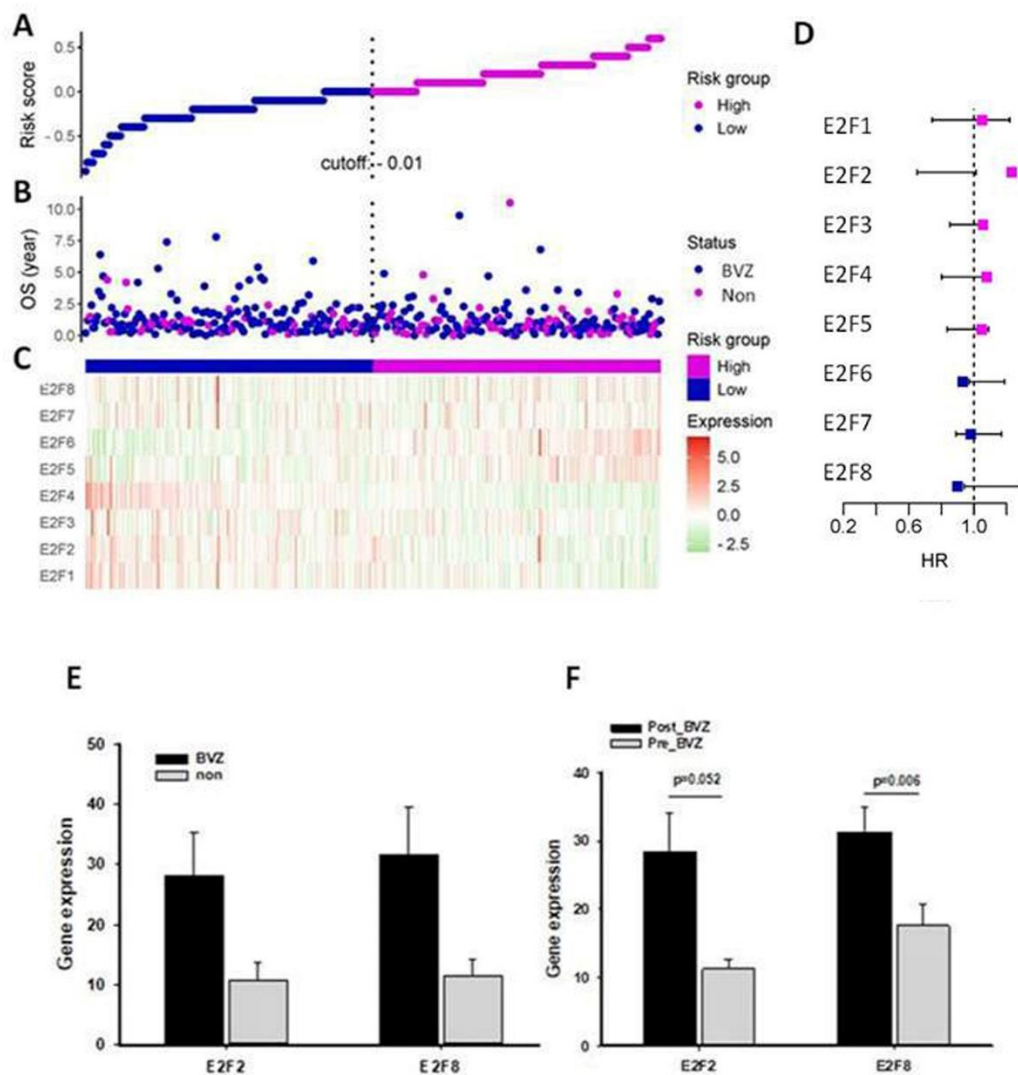 A
Risk score
0.5
0.0
- 0.5
cutoff: - 0.01
Risk group
High
Low
B
OS (year)
10.0
7.5
5.0
2.5
0.0
Status
BVZ
Non
C
Risk group
High
Low
E2F8
E2F7
E2F6
E2F5
E2F4
E2F3
E2F2
E2F1
Expression
5.0
2.5
0.0
- 2.5
D
E2F1
E2F2
E2F3
E2F4
E2F5
E2F6
E2F7
E2F8
0.2 0.6 1.0
HR
E
Gene expression
50
40
30
20
10
0
BVZ
non
E2F2 E2F8
F
Post_BVZ
Pre_BVZ
Gene expression
40
30
20
10
0
p=0.052 p=0.006
E2F2 E2F8